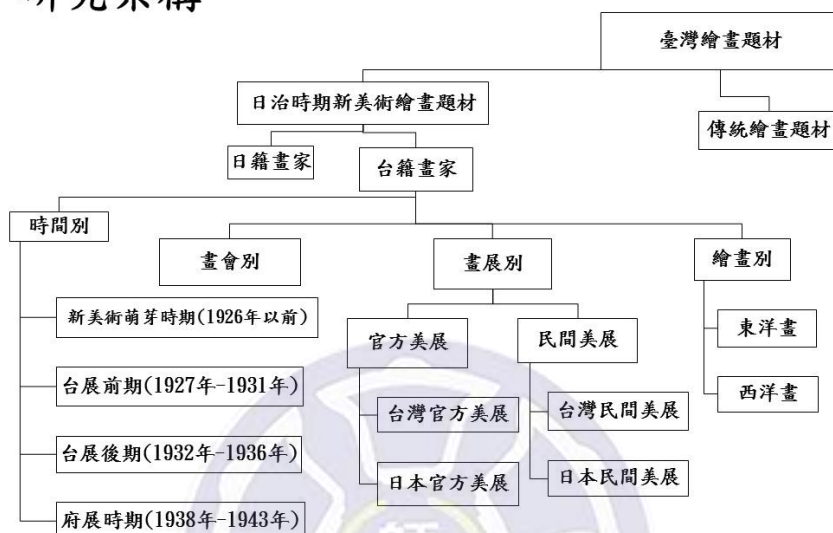 研究架構
臺灣繪畫題材
日治時期新美術繪畫題材
傳統繪畫題材
日籍畫家
台籍畫家
時間別
畫會別
畫展別
繪畫別
新美術萌芽時期(1926年以前)
台展前期(1927年-1931年)
台展後期(1932年-1936年)
府展時期(1938年-1943年)
官方美展
民間美展
台灣官方美展
日本官方美展
台灣民間美展
日本民間美展
東洋畫
西洋畫
師